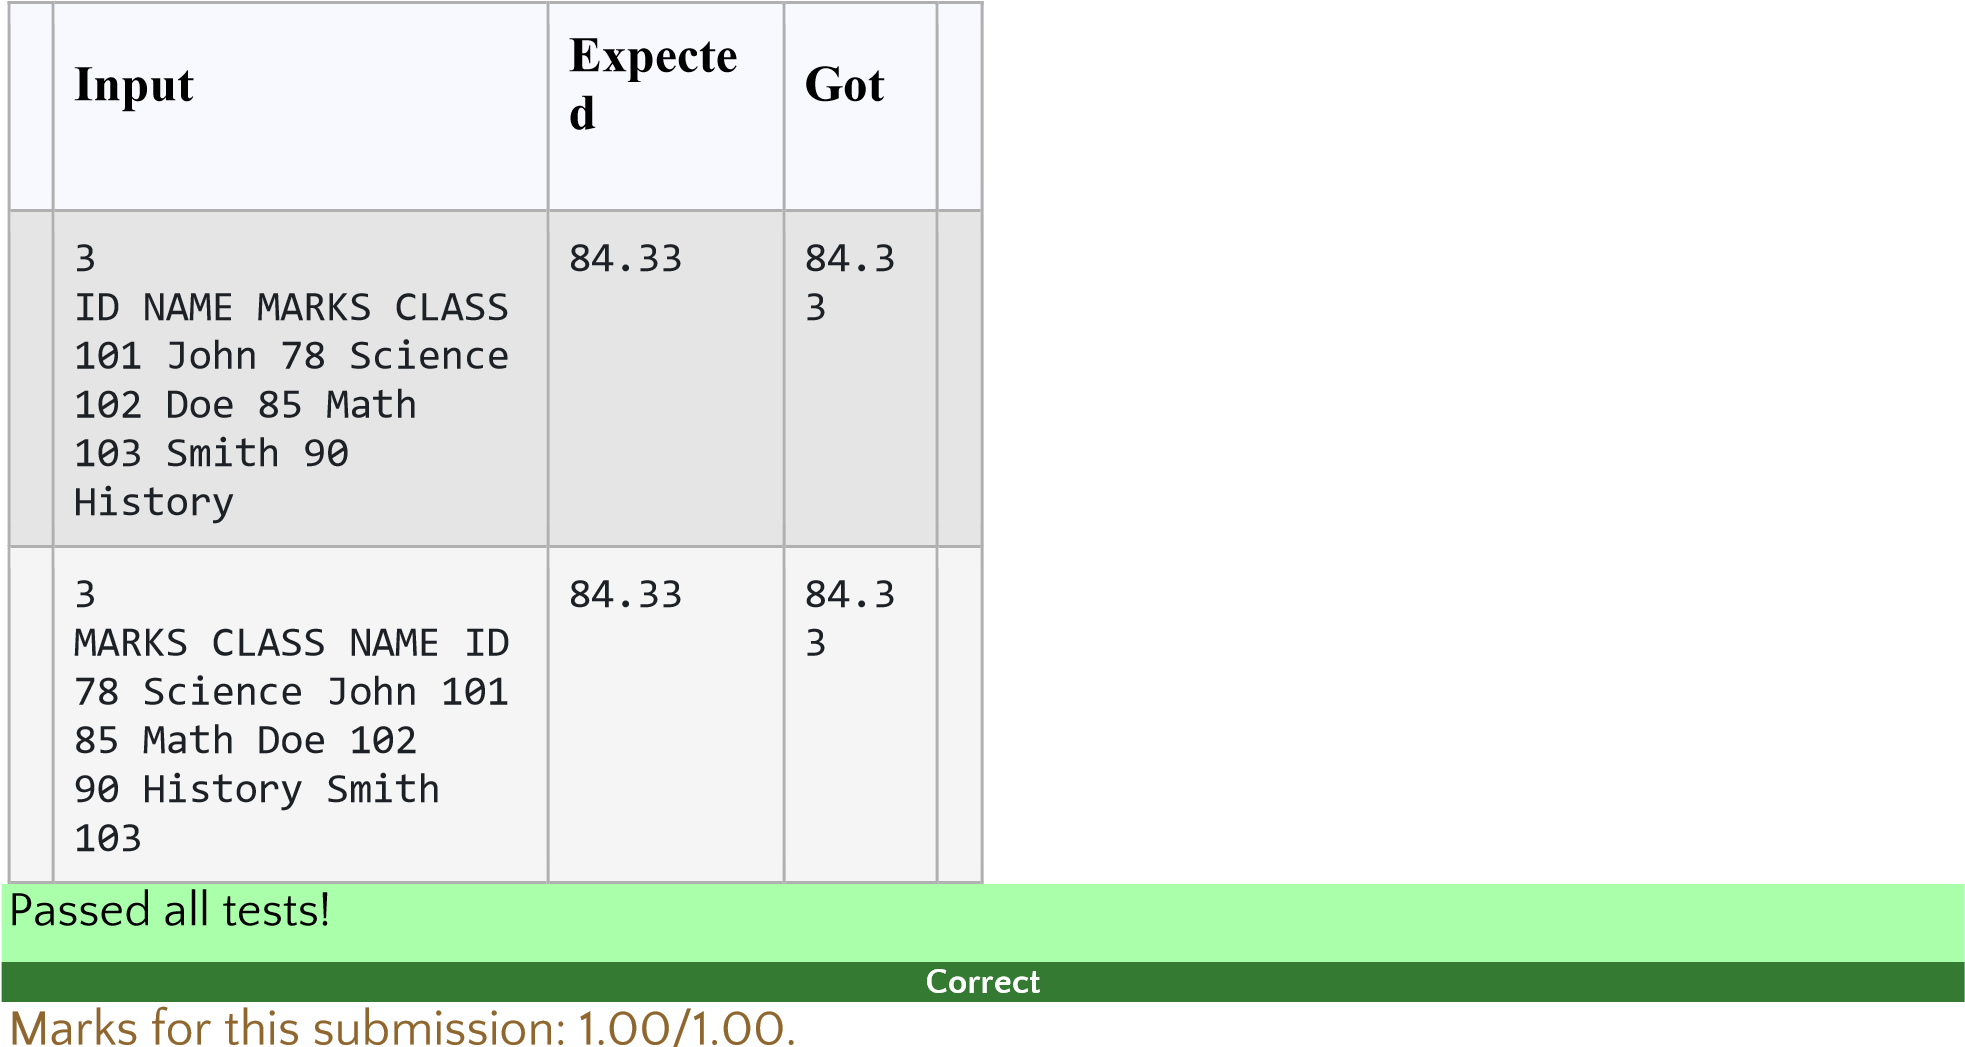 Input
Expecte
d
Got
3
ID NAME MARKS CLASS
101 John 78 Science
102 Doe 85 Math
103 Smith 90
History
84.33
84.3
3
3
MARKS CLASS NAME ID
78 Science John 101
85 Math Doe 102
90 History Smith
103
84.33
84.3
3
Passed all tests!
Correct
Marks for this submission: 1.00/1.00.